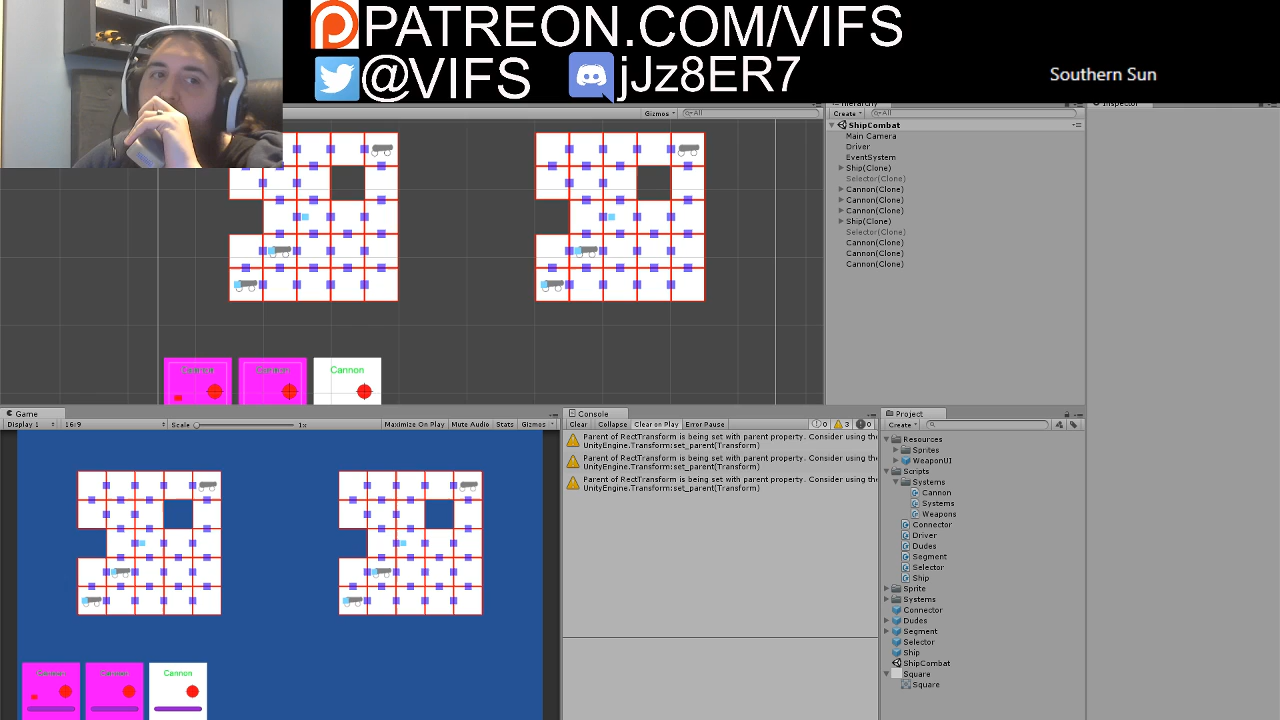 PATREON.COM/VIFS
@VIFS
jJz8ER7
Southern Sun
Gizmos
All
Create
All
ShipCombat
Main Camera
Driver
EventSystem
Ship(Clone)
Selector(Clone)
Cannon(Clone)
Cannon(Clone)
Cannon(Clone)
Ship(Clone)
Selector(Clone)
Cannon(Clone)
Cannon(Clone)
Cannon(Clone)
Cannon
Cannon
Cannon
Game
Display 1
16:9
Scale
1x
Maximize On Play
Mute Audio
Stats
Gizmos
Cannon
Console
Clear
Collapse
Clear on Play
Error Pause
0
3
0
Parent of RectTransform is being set with parent property. Consider using the
UnityEngine.Transform:set_parent(Transform)
Parent of RectTransform is being set with parent property. Consider using the
UnityEngine.Transform:set_parent(Transform)
Parent of RectTransform is being set with parent property. Consider using the
UnityEngine.Transform:set_parent(Transform)
Project
Create
Resources
Sprites
WeaponUI
Scripts
Systems
Cannon
Systems
Weapons
Connector
Driver
Dudes
Segment
Selector
Ship
Sprite
Systems
Connector
Dudes
Segment
Selector
Ship
ShipCombat
Square
Square